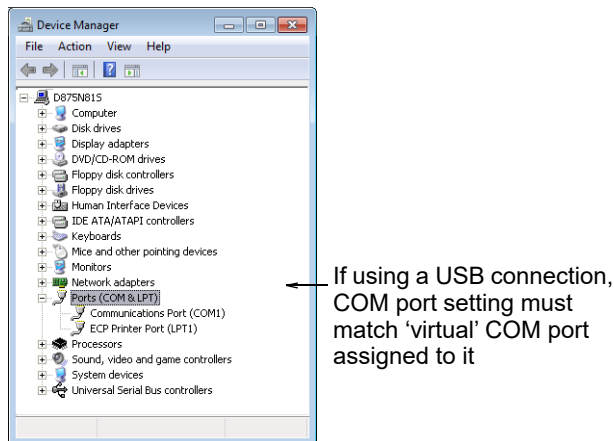 Device Manager
File Action View Help
D875N81S
Computer
Disk drives
Display adapters
DVD/CD-ROM drives
Floppy disk controllers
Floppy disk drives
Human Interface Devices
IDE ATA/ATAPI controllers
Keyboards
Mice and other pointing devices
Monitors
Network adapters
Ports (COM & LPT)
Communications Port (COM1)
ECP Printer Port (LPT1)
Processors
Sound, video and game controllers
System devices
Universal Serial Bus controllers
If using a USB connection,
COM port setting must
match ‘virtual’ COM port
assigned to it